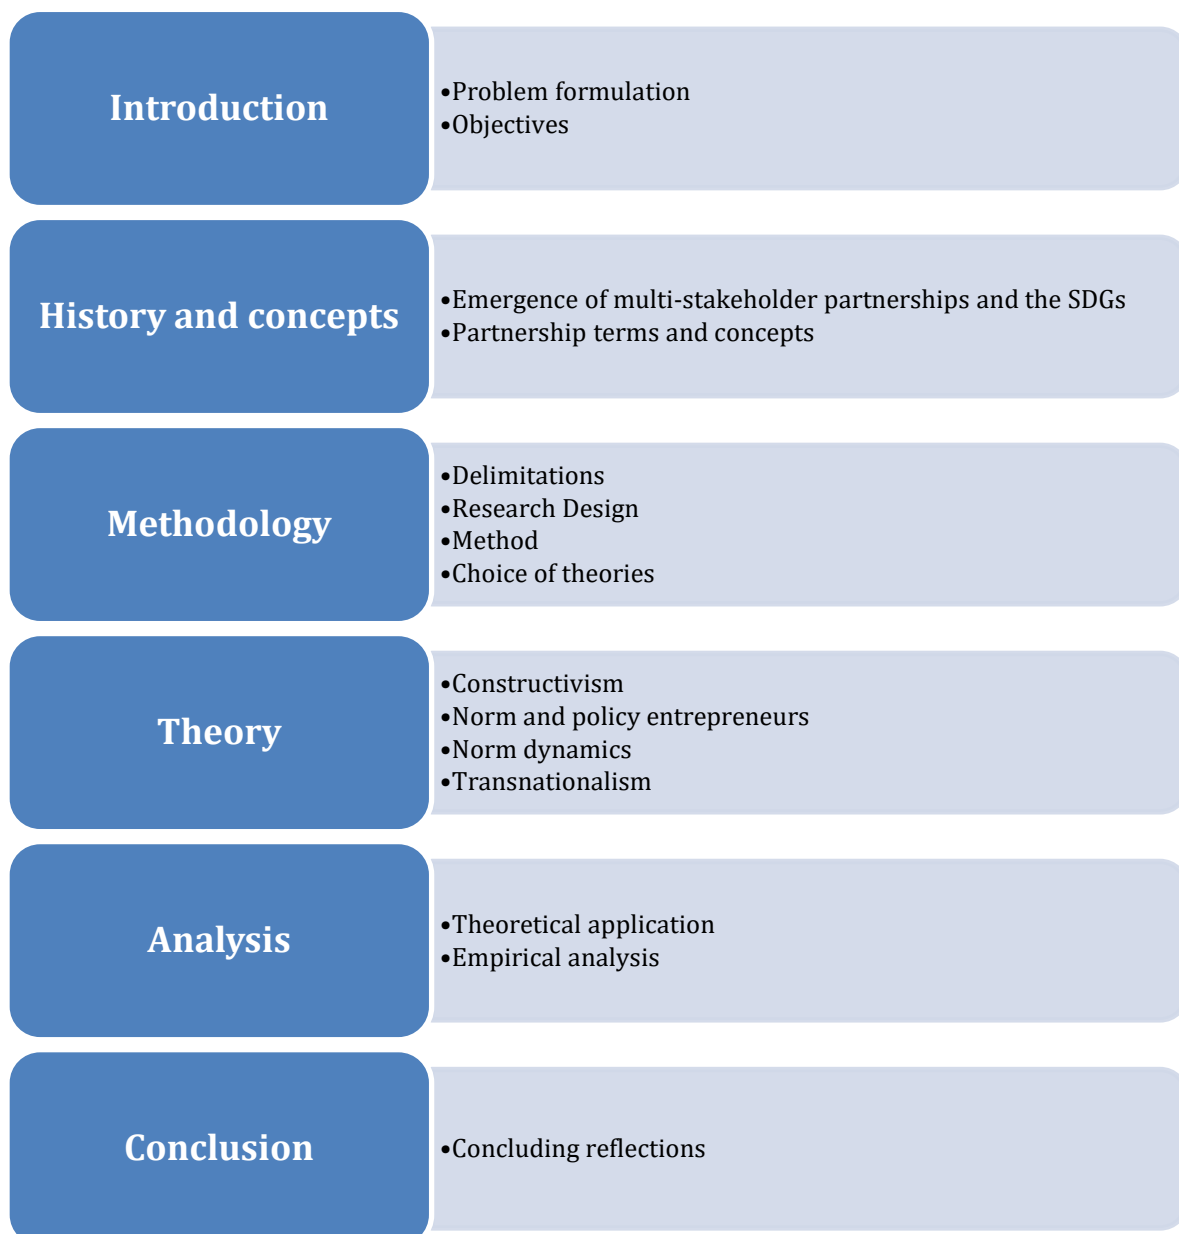 Introduction
•Problem formulation
•Objectives
History and concepts
•Emergence of multi-stakeholder partnerships and the SDGs
•Partnership terms and concepts
Methodology
•Delimitations
•Research Design
•Method
•Choice of theories
Theory
•Constructivism
•Norm and policy entrepreneurs
•Norm dynamics
•Transnationalism
Analysis
•Theoretical application
•Empirical analysis
Conclusion
•Concluding reflections